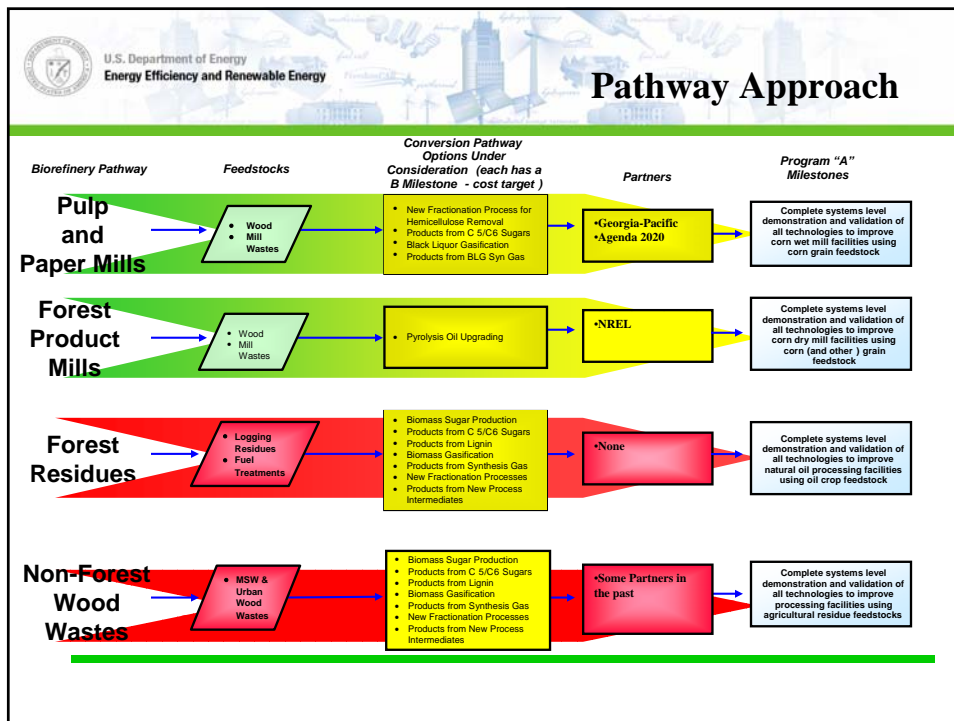 U.S. Department of Energy
Energy Efficiency and Renewable Energy
Pathway Approach
Biorefinery Pathway
Feedstocks
Conversion Pathway
Options Under
Consideration (each has a
B Milestone - cost target )
Partners
Program “A”
Milestones
Pulp
and
Paper Mills
• Wood
• Mill
Wastes
• New Fractionation Process for
Hemicellulose Removal
• Products from C 5/C6 Sugars
• Black Liquor Gasification
• Products from BLG Syn Gas
•Georgia-Pacific
•Agenda 2020
Complete systems level
demonstration and validation of
all technologies to improve
corn wet mill facilities using
corn grain feedstock
Forest
Product
Mills
• Wood
• Mill
Wastes
• Pyrolysis Oil Upgrading
•NREL
Complete systems level
demonstration and validation of
all technologies to improve
corn dry mill facilities using
corn (and other ) grain
feedstock
Forest
Residues
• Logging
Residues
• Fuel
Treatments
• Biomass Sugar Production
• Products from C 5/C6 Sugars
• Products from Lignin
• Biomass Gasification
• Products from Synthesis Gas
• New Fractionation Processes
• Products from New Process
Intermediates
•None
Complete systems level
demonstration and validation of
all technologies to improve
natural oil processing facilities
using oil crop feedstock
Non-Forest
Wood
Wastes
• MSW &
Urban
Wood
Wastes
• Biomass Sugar Production
• Products from C 5/C6 Sugars
• Products from Lignin
• Biomass Gasification
• Products from Synthesis Gas
• New Fractionation Processes
• Products from New Process
Intermediates
•Some Partners in
the past
Complete systems level
demonstration and validation of
all technologies to improve
processing facilities using
agricultural residue feedstocks